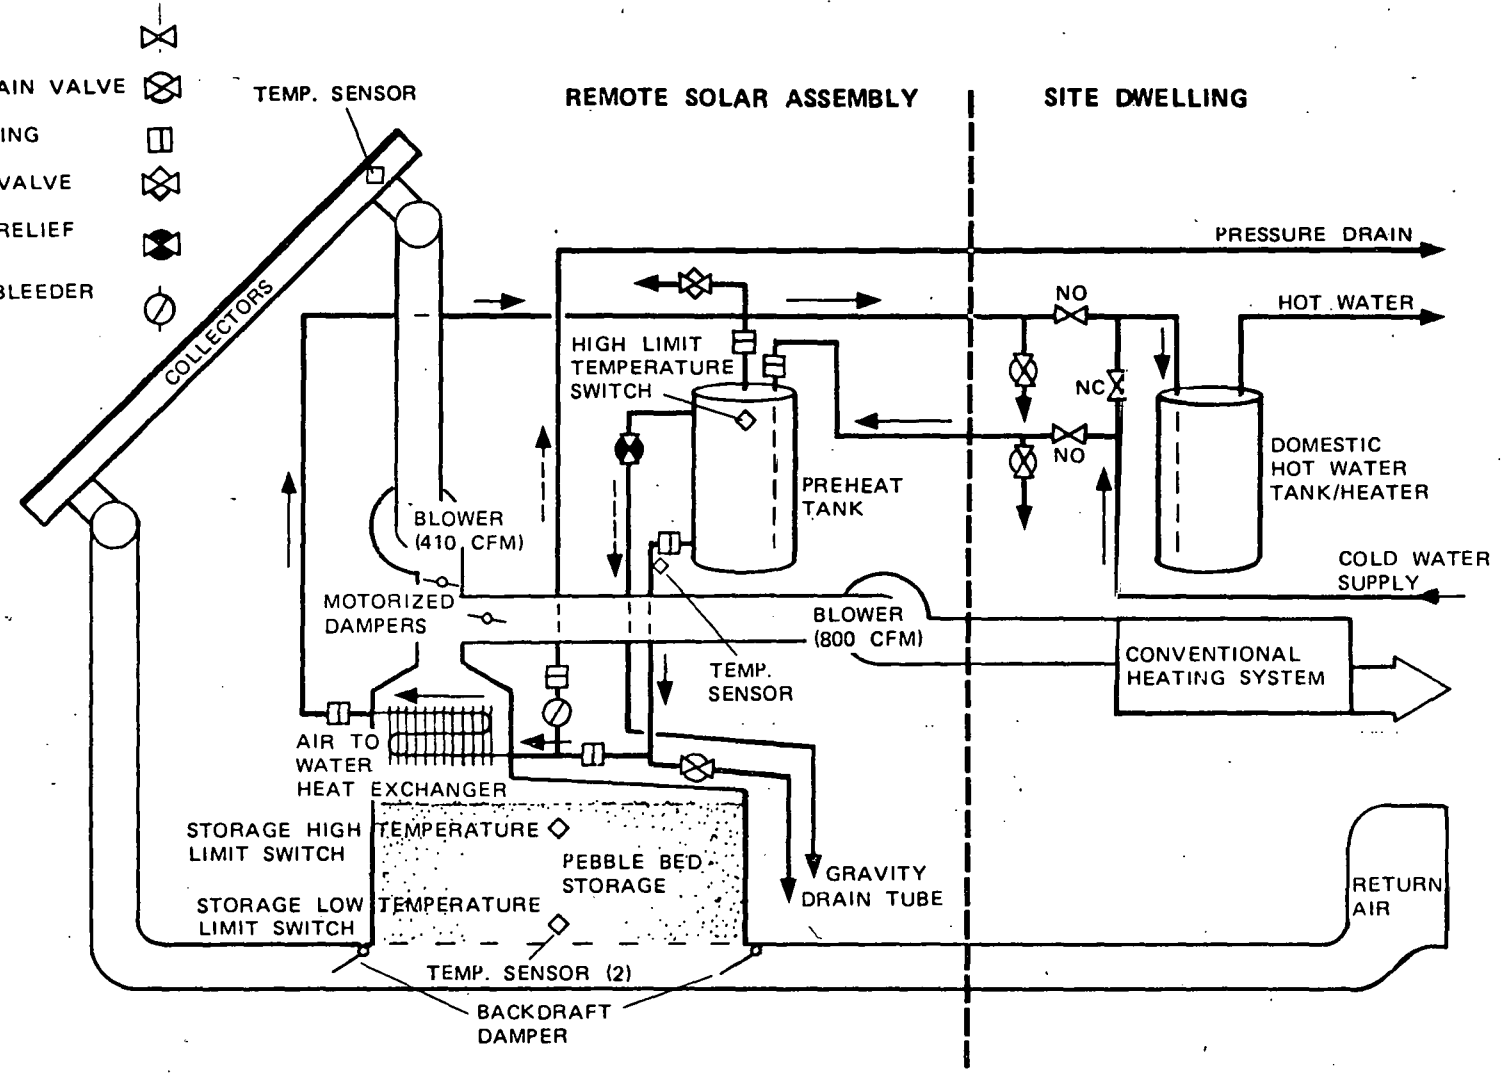 AIN VALVE
ING
VALVE
RELIEF
BLEEDER
TEMP. SENSOR
REMOTE SOLAR ASSEMBLY
SITE DWELLING
COLLECTORS
PRESSURE DRAIN
NO
HOT WATER
HIGH LIMIT
TEMPERATURE
SWITCH
NC
NO
DOMESTIC
HOT WATER
TANK/HEATER
PREHEAT
TANK
BLOWER
(410 CFM)
COLD WATER
SUPPLY
MOTORIZED
DAMPERS
BLOWER
(800 CFM)
TEMP.
SENSOR
CONVENTIONAL
HEATING SYSTEM
AIR TO
WATER
HEAT EXCHANGER
STORAGE HIGH TEMPERATURE
LIMIT SWITCH
PEBBLE BED
STORAGE
GRAVITY
DRAIN TUBE
STORAGE LOW TEMPERATURE
LIMIT SWITCH
RETURN
AIR
TEMP. SENSOR (2)
BACKDRAFT
DAMPER